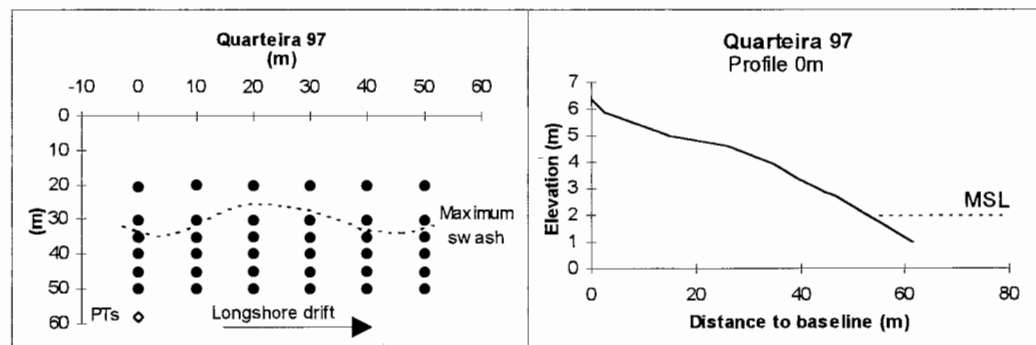 Quarteira 97
(m)
-10 0 10 20 30 40 50 60
0
10
20
30
40
50
60
(m)
Maximum
swash
PTs
Longshore drift
Quarteira 97
Profile 0m
7
6
5
4
3
2
1
0
Elevation (m)
MSL
0 20 40 60 80
Distance to baseline (m)